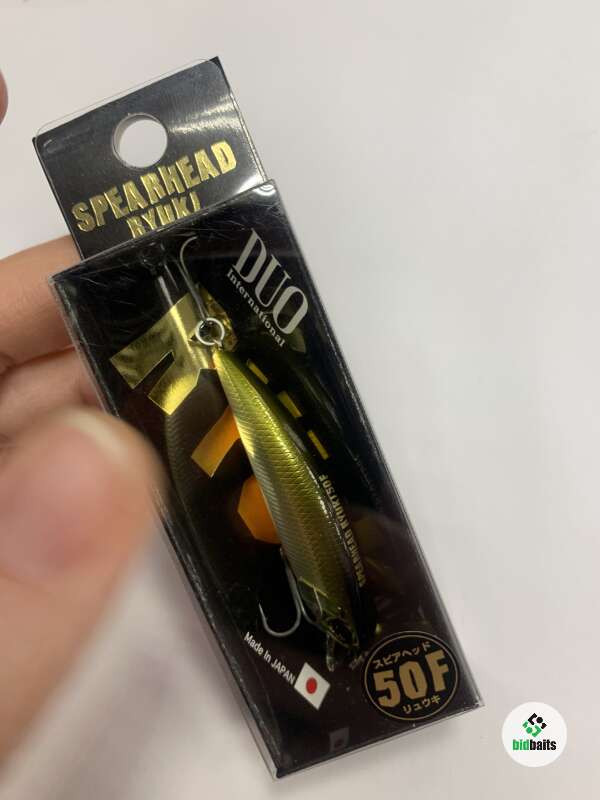 SPEARHEAD
RYUKI
DUO
International
SPEARHEAD RYUKI 50F
Made in JAPAN
スピアヘッド
50F
リュウキ
bidbaits